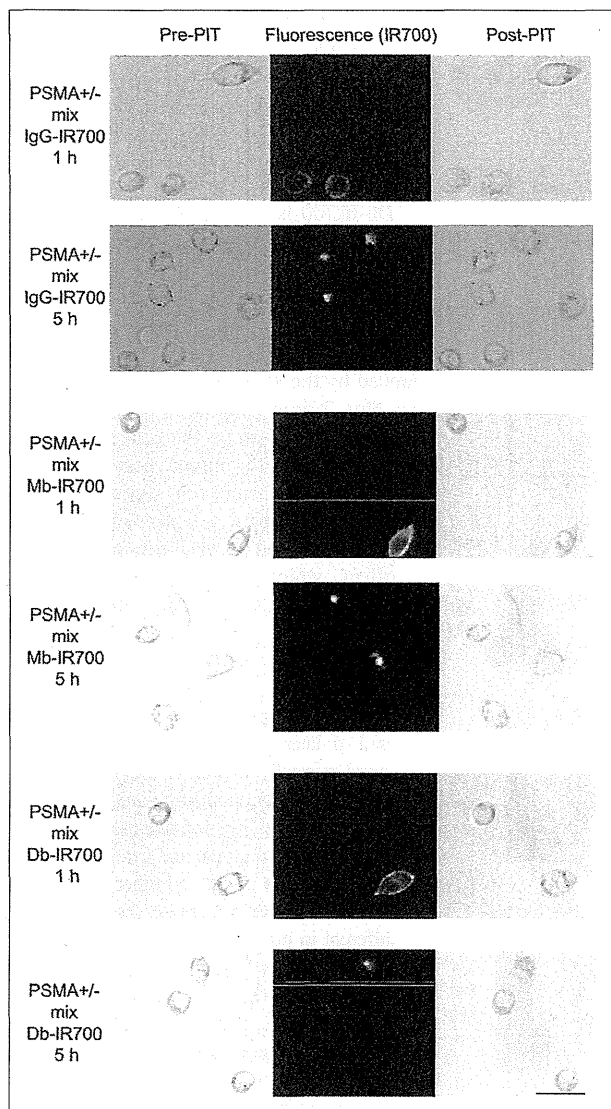 Pre-PIT Fluorescence (IR700) Post-PIT
PSMA+/-
mix
IgG-IR700
1 h
PSMA+/-
mix
IgG-IR700
5 h
PSMA+/-
mix
Mb-IR700
1 h
PSMA+/-
mix
Mb-IR700
5 h
PSMA+/-
mix
Db-IR700
1 h
PSMA+/-
mix
Db-IR700
5 h